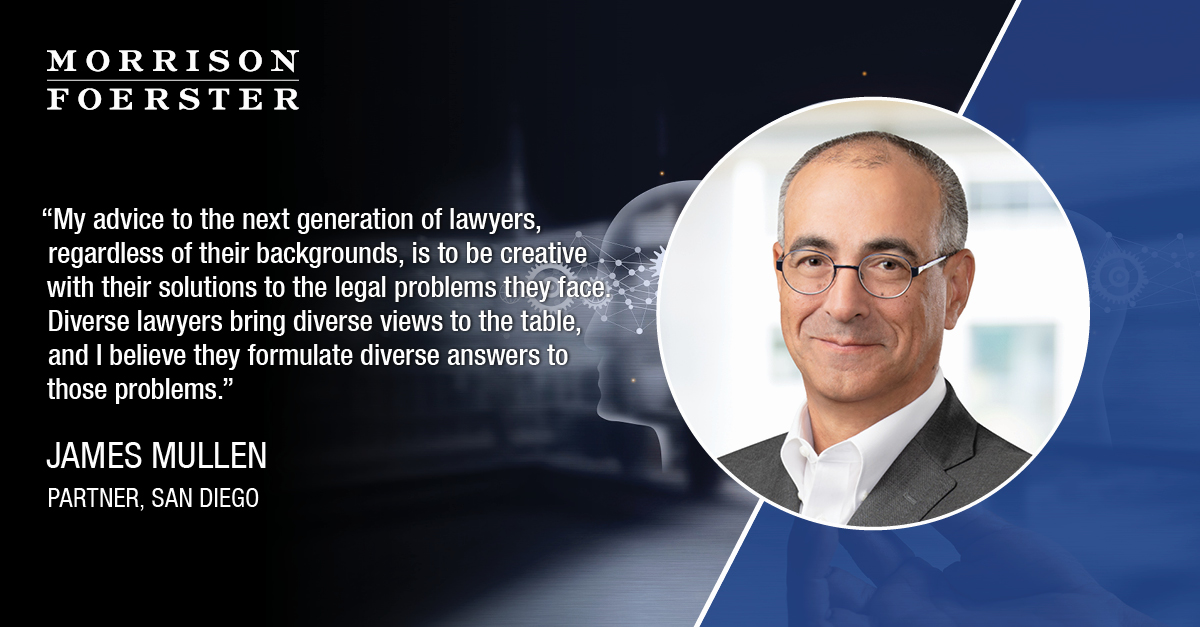 MORRISON
FOERSTER
“My advice to the next generation of lawyers,
regardless of their backgrounds, is to be creative
with their solutions to the legal problems they face.
Diverse lawyers bring diverse views to the table,
and I believe they formulate diverse answers to
those problems.”
JAMES MULLEN
PARTNER, SAN DIEGO